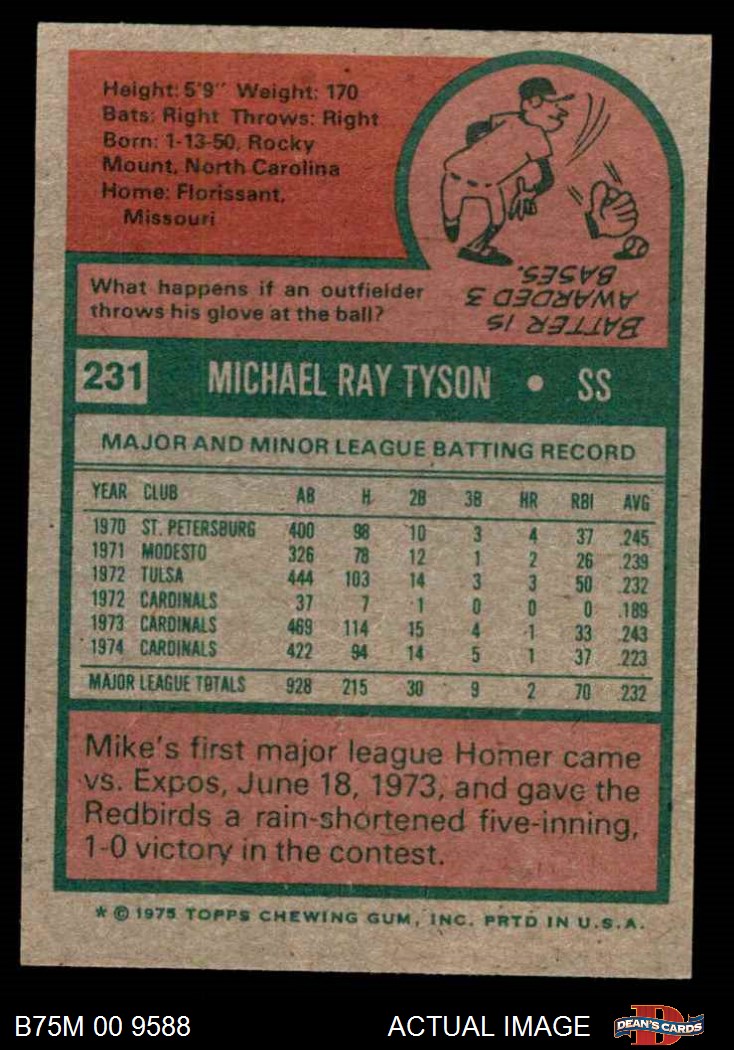 Height: 5'9" Weight: 170
Bats: Right Throws: Right
Born: 1-13-50, Rocky
Mount, North Carolina
Home: Florissant,
Missouri
What happens if an outfielder
throws his glove at the ball?
BATTER IS
AWARDED 3
BASES.
231 MICHAEL RAY TYSON • SS
MAJOR AND MINOR LEAGUE BATTING RECORD
YEAR CLUB AB H 2B 3B HR RBI AVG
1970 ST. PETERSBURG 400 98 10 3 4 37 .245
1971 MODESTO 326 78 12 1 2 26 .239
1972 TULSA 444 103 14 3 3 50 .232
1972 CARDINALS 37 7 1 0 0 0 .189
1973 CARDINALS 469 114 15 4 1 33 .243
1974 CARDINALS 422 94 14 5 1 37 .223
MAJOR LEAGUE TOTALS 928 215 30 9 2 70 .232
Mike's first major league Homer came
vs. Expos, June 18, 1973, and gave the
Redbirds a rain-shortened five-inning,
1-0 victory in the contest.
* © 1975 TOPPS CHEWING GUM, INC. PRTD IN U.S.A.
B75M 00 9588 ACTUAL IMAGE D DEAN'S CARDS